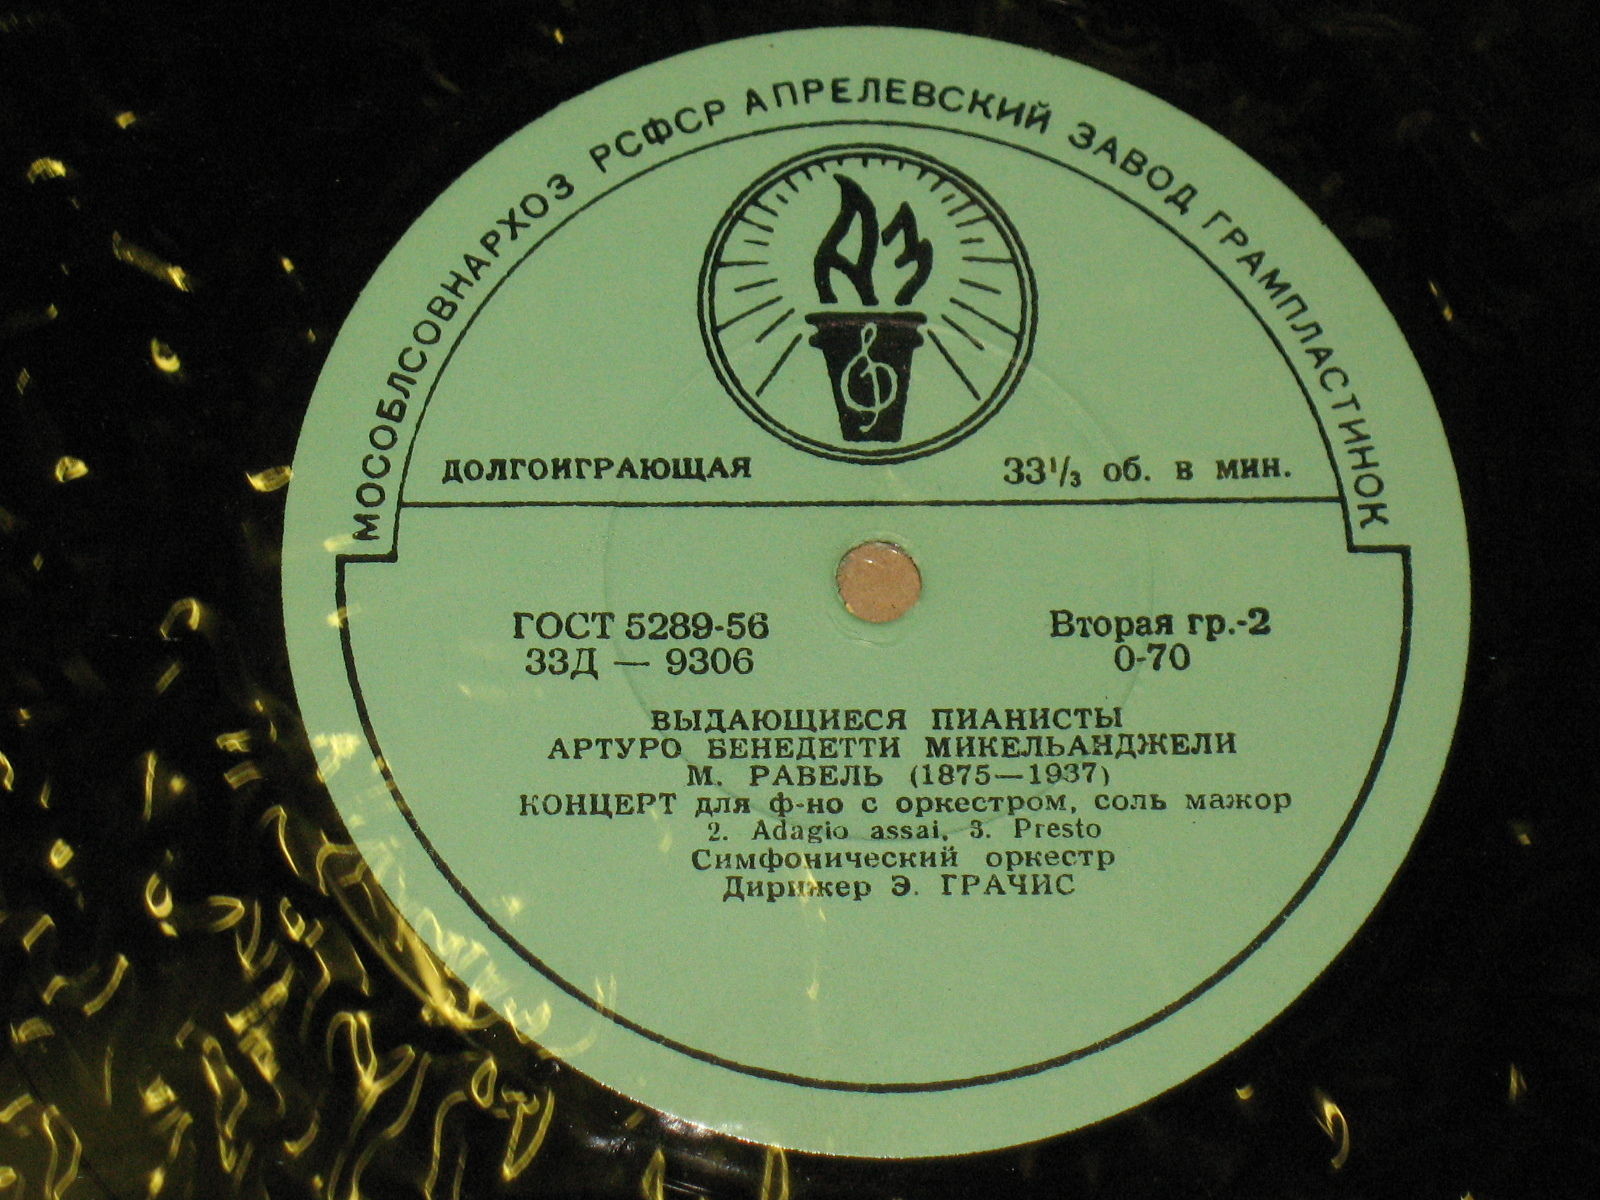 МОСОБЛСОВНАРХОЗ РСФСР АПРЕЛЕВСКИЙ ЗАВОД ГРАМПЛАСТИНОК
АЗ
ДОЛГОИГРАЮЩАЯ 33 1/3 об. в мин.
ГОСТ 5289-56 Вторая гр.-2
33Д — 9306 0-70
ВЫДАЮЩИЕСЯ ПИАНИСТЫ
АРТУРО БЕНЕДЕТТИ МИКЕЛЬАНДЖЕЛИ
М. РАВЕЛЬ (1875—1937)
КОНЦЕРТ для ф-но с оркестром, соль мажор
2. Adagio assai, 3. Presto
Симфонический оркестр
Дирижер Э. ГРАЧИС